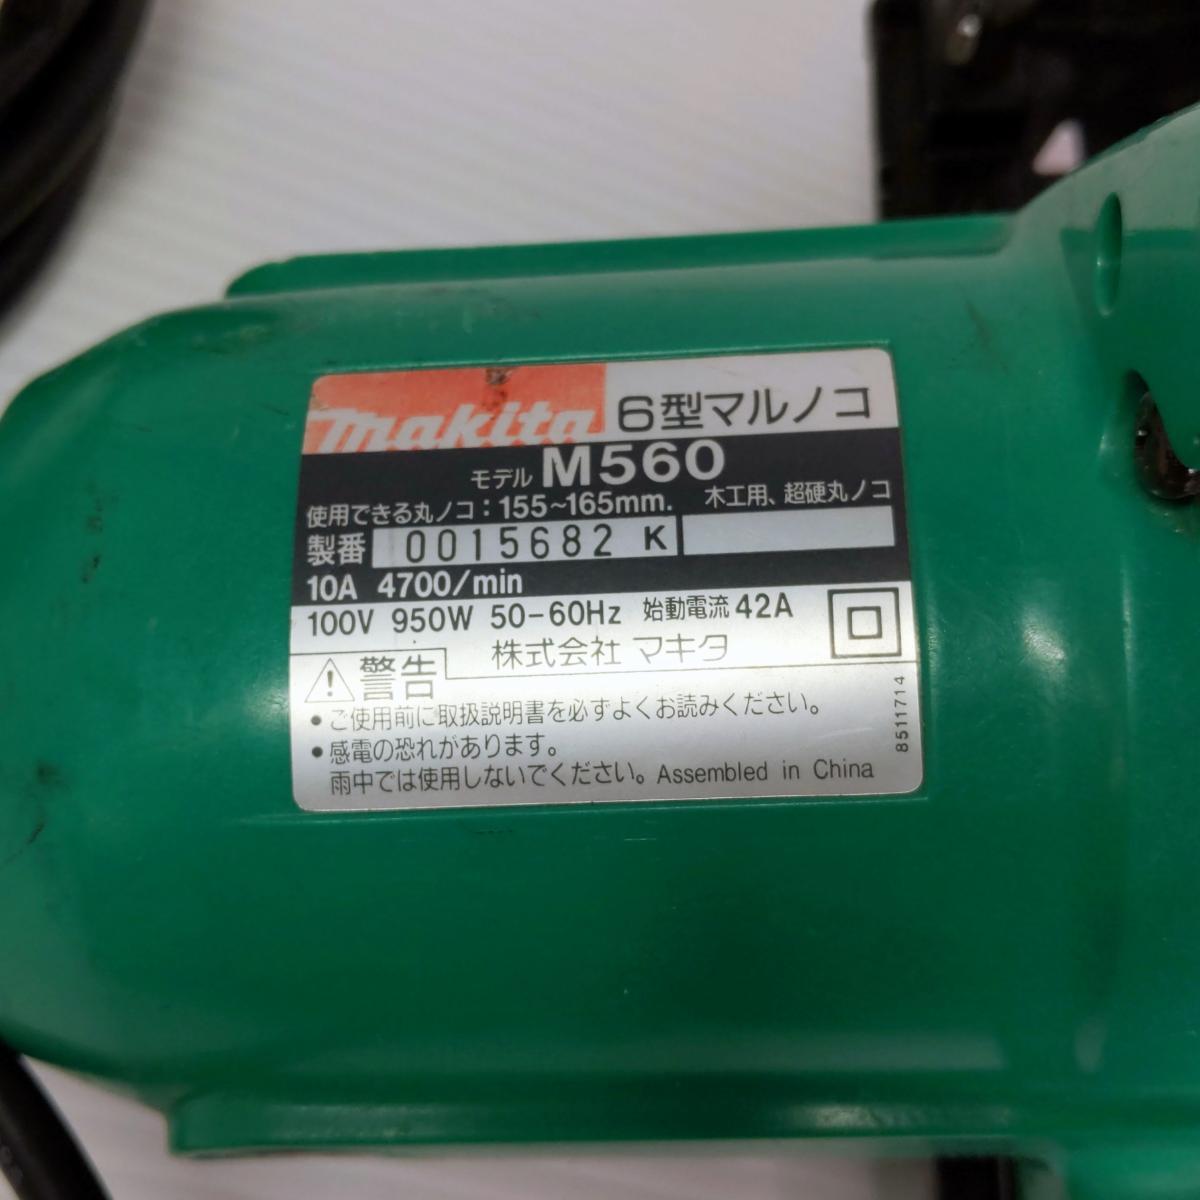 makita 6型マルノコ
モデル M560
使用できる丸ノコ：155~165mm. 木工用、超硬丸ノコ
製番 0015682 K
10A 4700/min
100V 950W 50-60Hz 始動電流 42A
株式会社 マキタ
警告
・ご使用前に取扱説明書を必ずよくお読みください。
・感電の恐れがあります。
雨中では使用しないでください。 Assembled in China
8511714